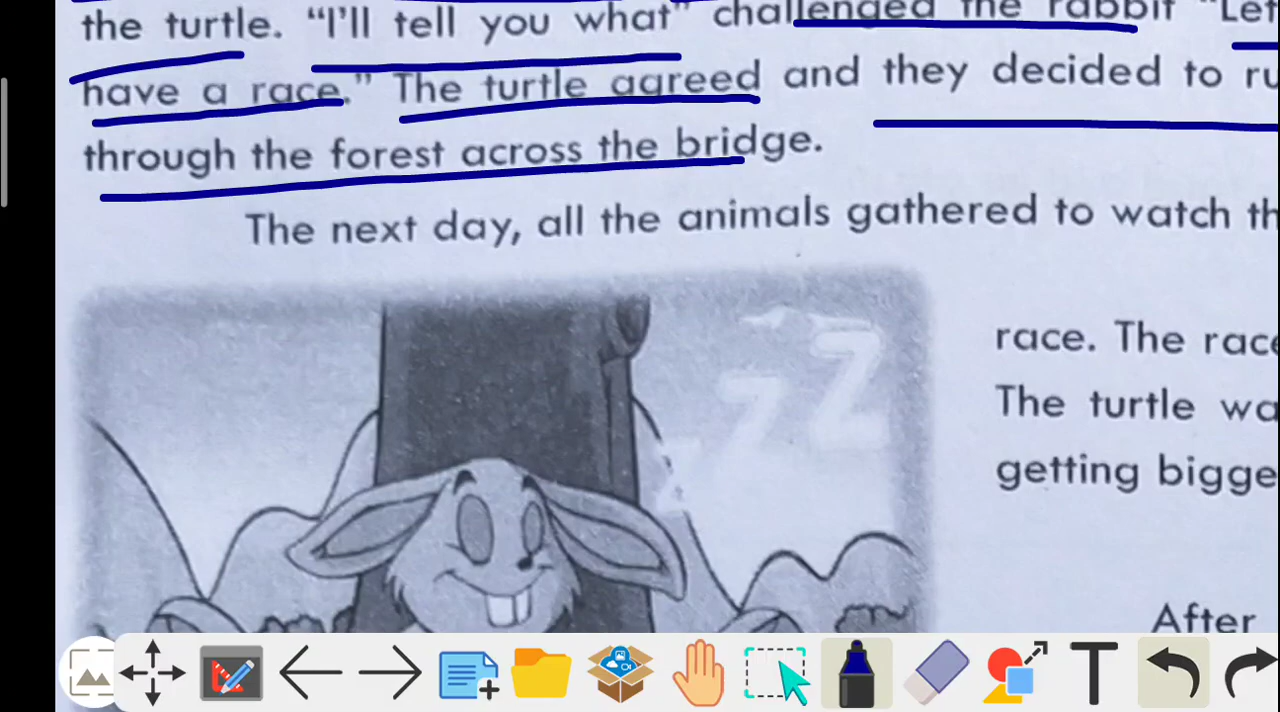 the turtle. “I’ll tell you what” challenged the rabbit “Let
have a race.” The turtle agreed and they decided to ru
through the forest across the bridge.
The next day, all the animals gathered to watch th
z Z
race. The race
The turtle wa
getting bigge
After
T